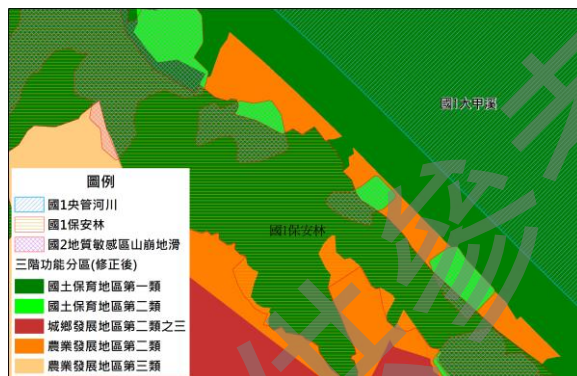 國1大甲溪
國1保安林
圖例
國1央管河川
國1保安林
國2地質敏感區山崩地滑
三階功能分區(修正後)
國土保育地區第一類
國土保育地區第二類
城鄉發展地區第二類之三
農業發展地區第二類
農業發展地區第三類